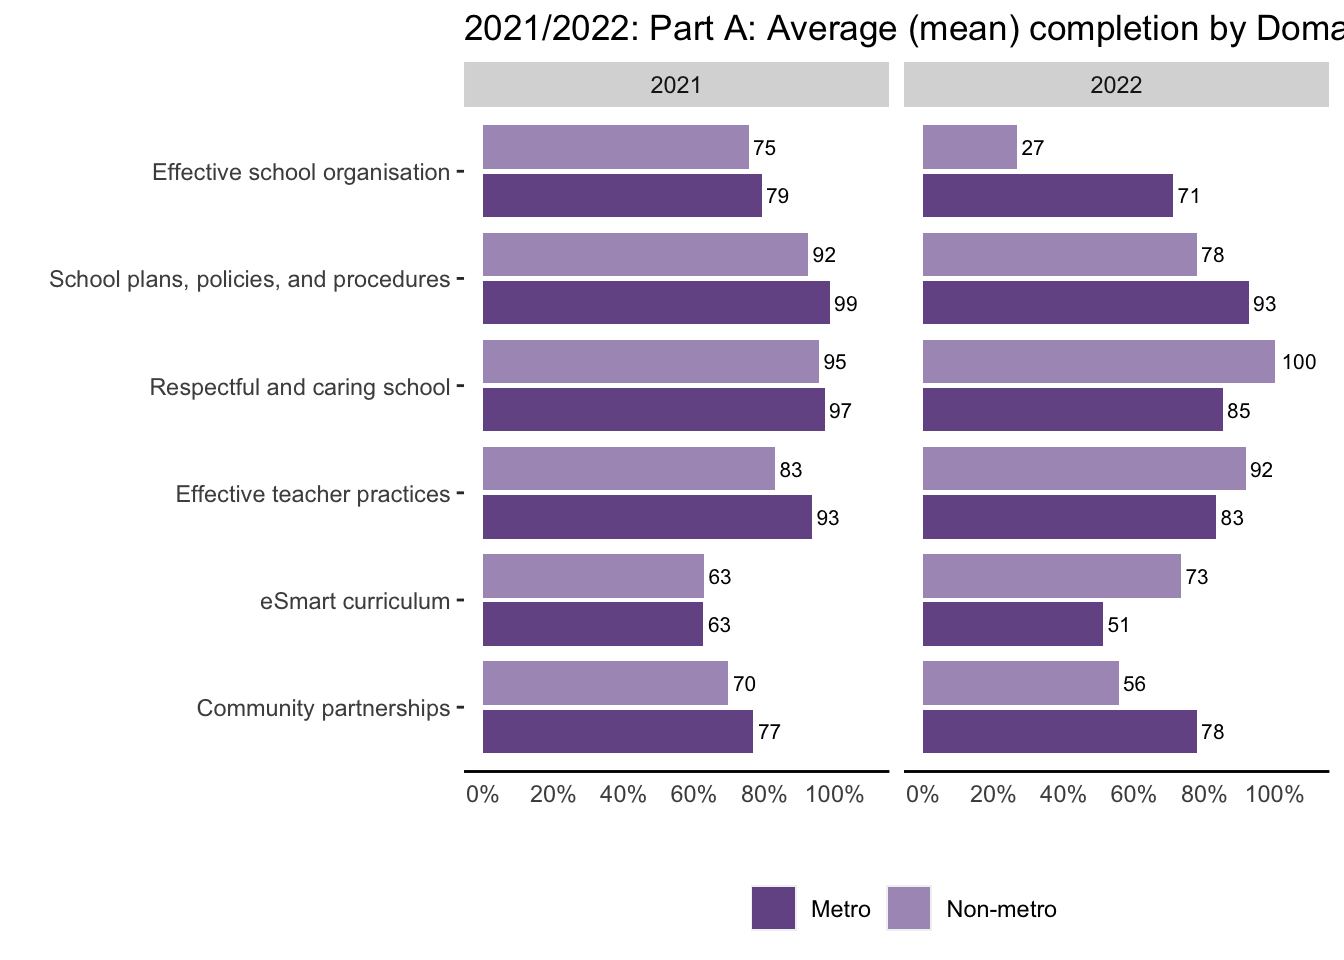 2021/2022: Part A: Average (mean) completion by Doma
2021
2022
Effective school organisation
75
79
27
71
School plans, policies, and procedures
92
99
78
93
Respectful and caring school
95
97
100
85
Effective teacher practices
83
93
92
83
eSmart curriculum
63
63
73
51
Community partnerships
70
77
56
78
0% 20% 40% 60% 80% 100%
0% 20% 40% 60% 80% 100%
Metro
Non-metro